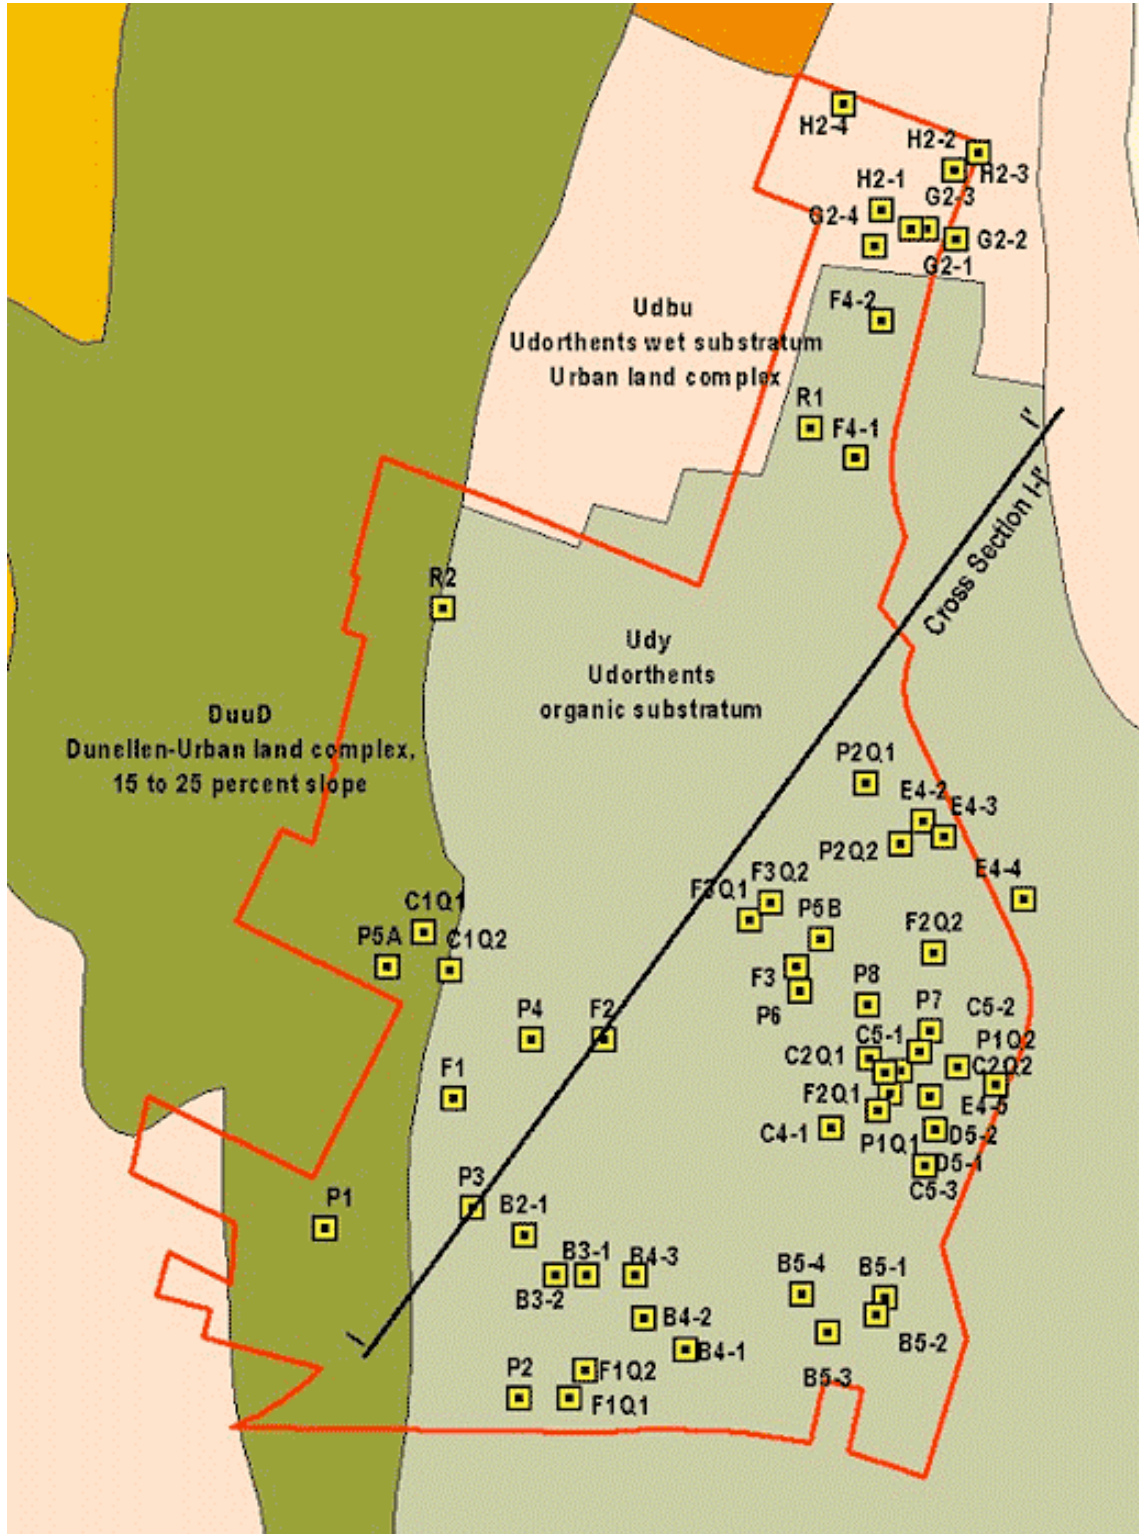 H2-4
H2-2
H2-3
H2-1
G2-3
G2-4
G2-2
G2-1
F4-2
Udbu
Udorthents wet substratum
Urban land complex
R1
F4-1
I'
Cross Section I-I'
R2
Udy
Udorthents
organic substratum
DuuD
Dunellen-Urban land complex,
15 to 25 percent slope
P2Q1
E4-2
E4-3
P2Q2
E4-4
F3Q2
F3Q1
C1Q1
P5B
F2Q2
P5A
C1Q2
F3
P8
P6
P7
C5-2
P4
F2
C5-1
P1Q2
C2Q1
C2Q2
F1
F2Q1
E4-5
C4-1
P1Q1
D5-2
D5-1
C5-3
P3
B2-1
P1
B3-1
B4-3
B5-4
B5-1
B3-2
B4-2
B5-2
I
B4-1
P2
F1Q2
B5-3
F1Q1